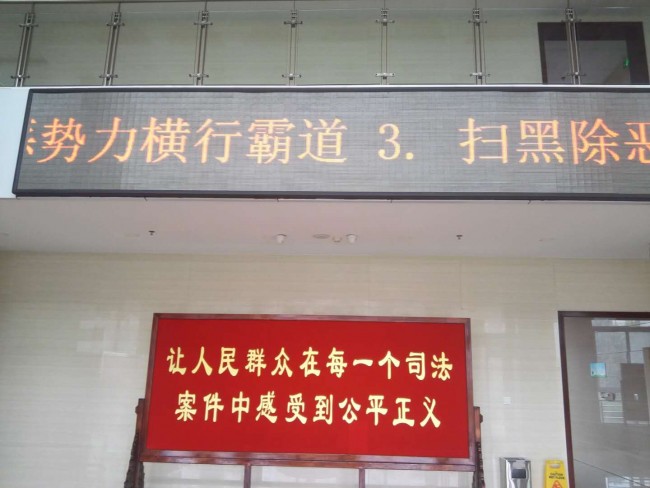 势力横行霸道 3. 扫黑除恶
让人民群众在每一个司法
案件中感受到公平正义